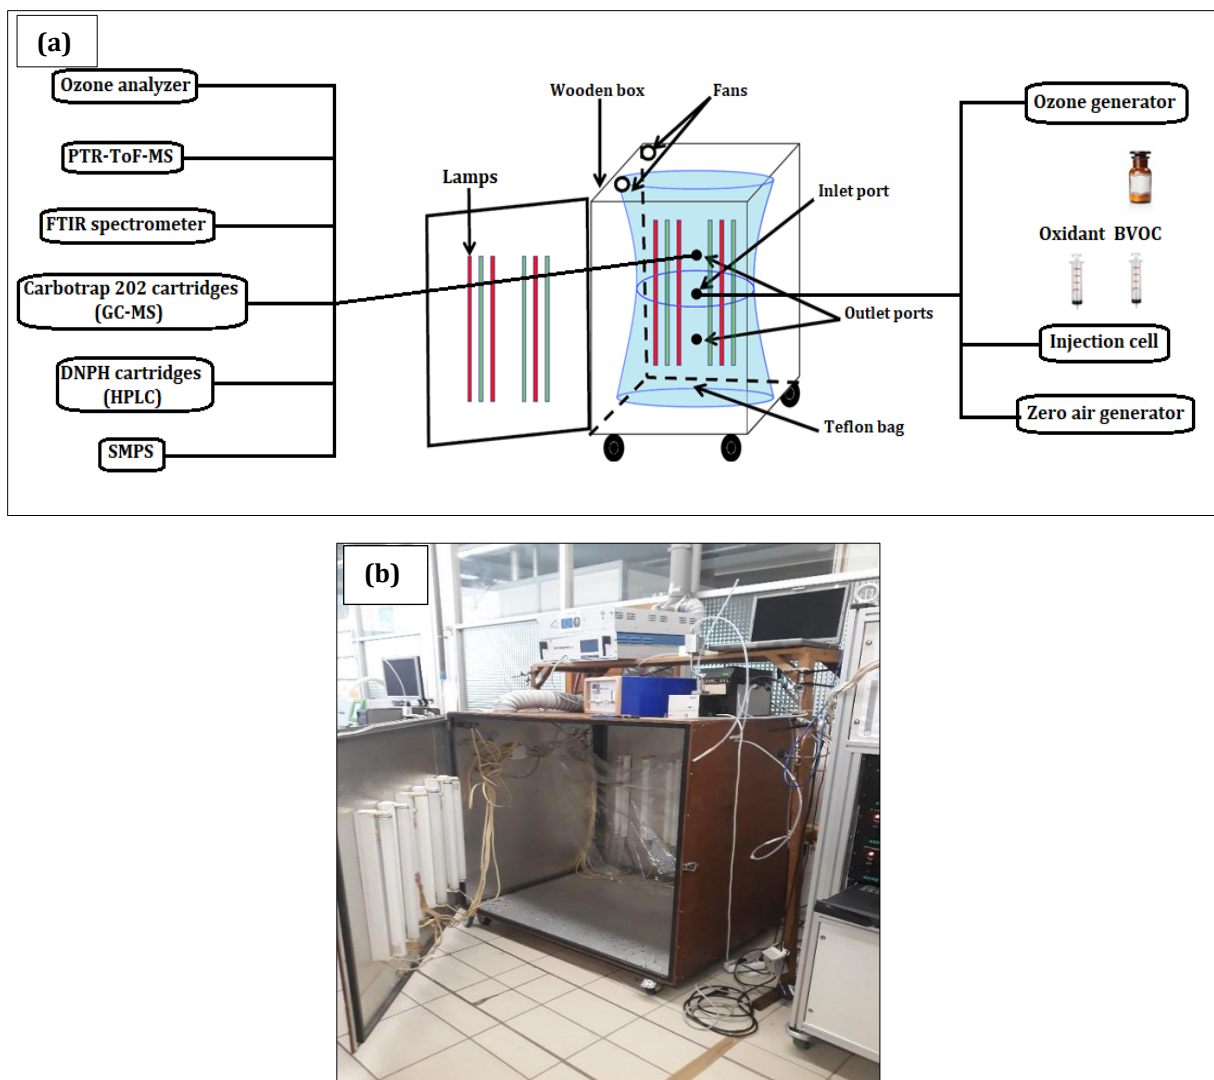 (a)
Ozone analyzer
PTR-ToF-MS
FTIR spectrometer
Carbotrap 202 cartridges
(GC-MS)
DNPH cartridges
(HPLC)
SMPS
Lamps
Wooden box
Fans
Inlet port
Outlet ports
Teflon bag
Ozone generator
Oxidant BVOC
Injection cell
Zero air generator
(b)